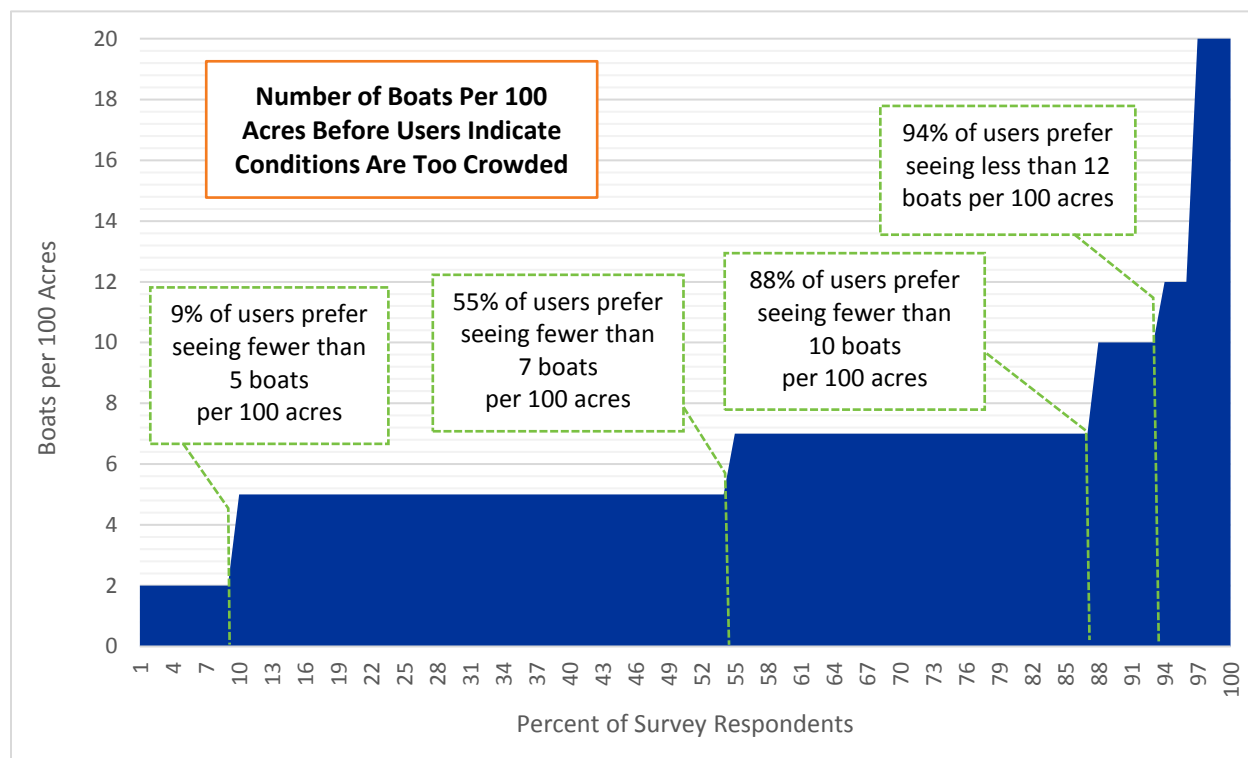 Number of Boats Per 100
Acres Before Users Indicate
Conditions Are Too Crowded
9% of users prefer
seeing fewer than
5 boats
per 100 acres
55% of users prefer
seeing fewer than
7 boats
per 100 acres
88% of users prefer
seeing fewer than
10 boats
per 100 acres
94% of users prefer
seeing less than 12
boats per 100 acres
Boats per 100 Acres
20
18
16
14
12
10
8
6
4
2
0
1 4 7 10 13 16 19 22 25 28 31 34 37 40 43 46 49 52 55 58 61 64 67 70 73 76 79 82 85 88 91 94 97 100
Percent of Survey Respondents